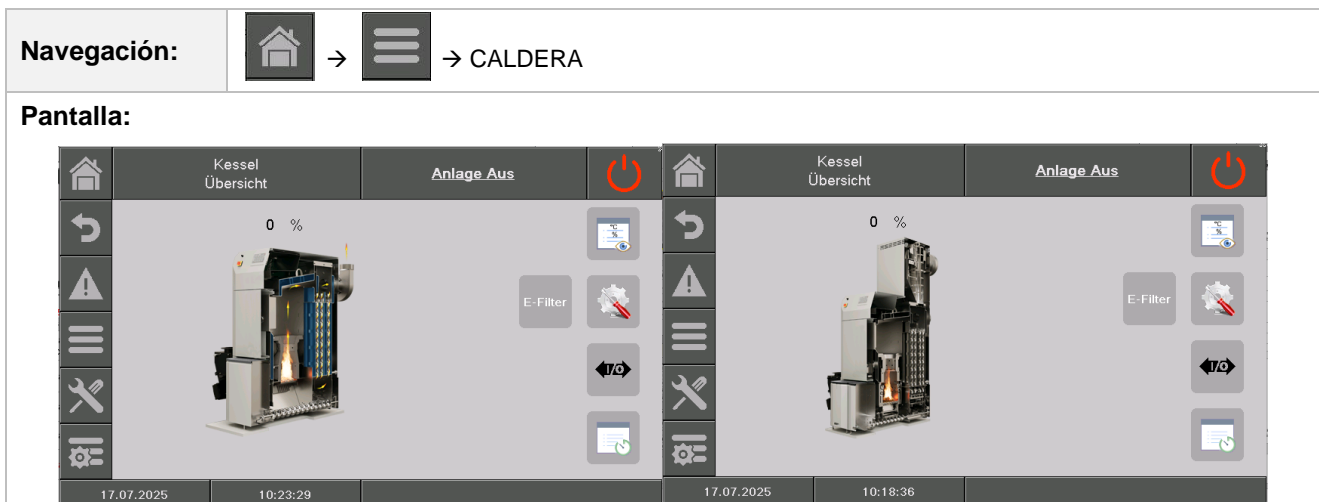 Navegación:
→ → CALDERA
Pantalla:
Kessel
Übersicht
Anlage Aus
0 %
°C
%
E-Filter
I/O
17.07.2025
10:23:29
Kessel
Übersicht
Anlage Aus
0 %
°C
%
E-Filter
I/O
17.07.2025
10:18:36